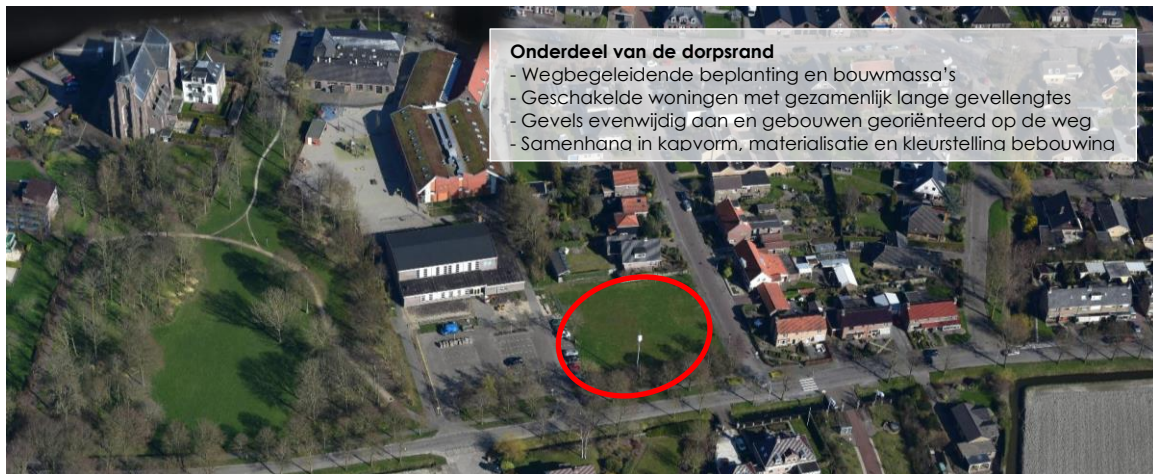 Onderdeel van de dorpsrand
- Wegbegeleidende beplanting en bouwmassa's
- Geschakelde woningen met gezamenlijk lange gevellengtes
- Gevels evenwijdig aan en gebouwen georiënteerd op de weg
- Samenhang in kapvorm, materialisatie en kleurstelling bebouwing